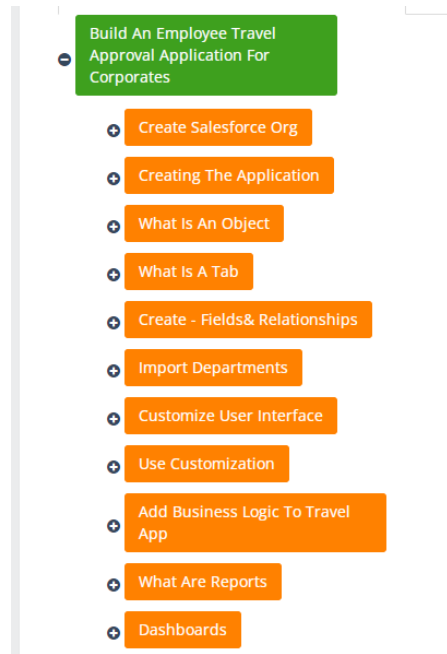 Build An Employee Travel
Approval Application For
Corporates
Create Salesforce Org
Creating The Application
What Is An Object
What Is A Tab
Create - Fields& Relationships
Import Departments
Customize User Interface
Use Customization
Add Business Logic To Travel
App
What Are Reports
Dashboards